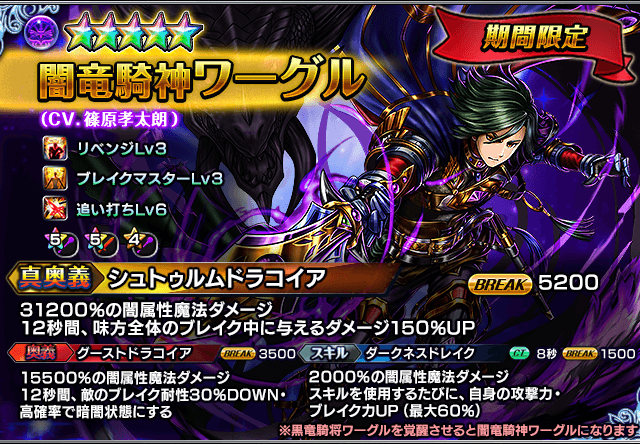 期間限定
闇竜騎神ワーグル
(CV.篠原孝太朗)
リベンジLv3
ブレイクマスターLv3
追い打ちLv6
5 5 4
真奥義 シュトゥルムドラコイア BREAK 5200
31200%の闇属性魔法ダメージ
12秒間、味方全体のブレイク中に与えるダメージ150%UP
奥義 グーストドラコイア BREAK 3500
15500%の闇属性魔法ダメージ
12秒間、敵のブレイク耐性30%DOWN・
高確率で暗闇状態にする
スキル ダークネスドレイク CT 8秒 BREAK 1500
2000%の闇属性魔法ダメージ
スキルを使用するたびに、自身の攻撃力・
ブレイク力UP(最大60%)
※黒竜騎将ワーグルを覚醒させると闇竜騎神ワーグルになります